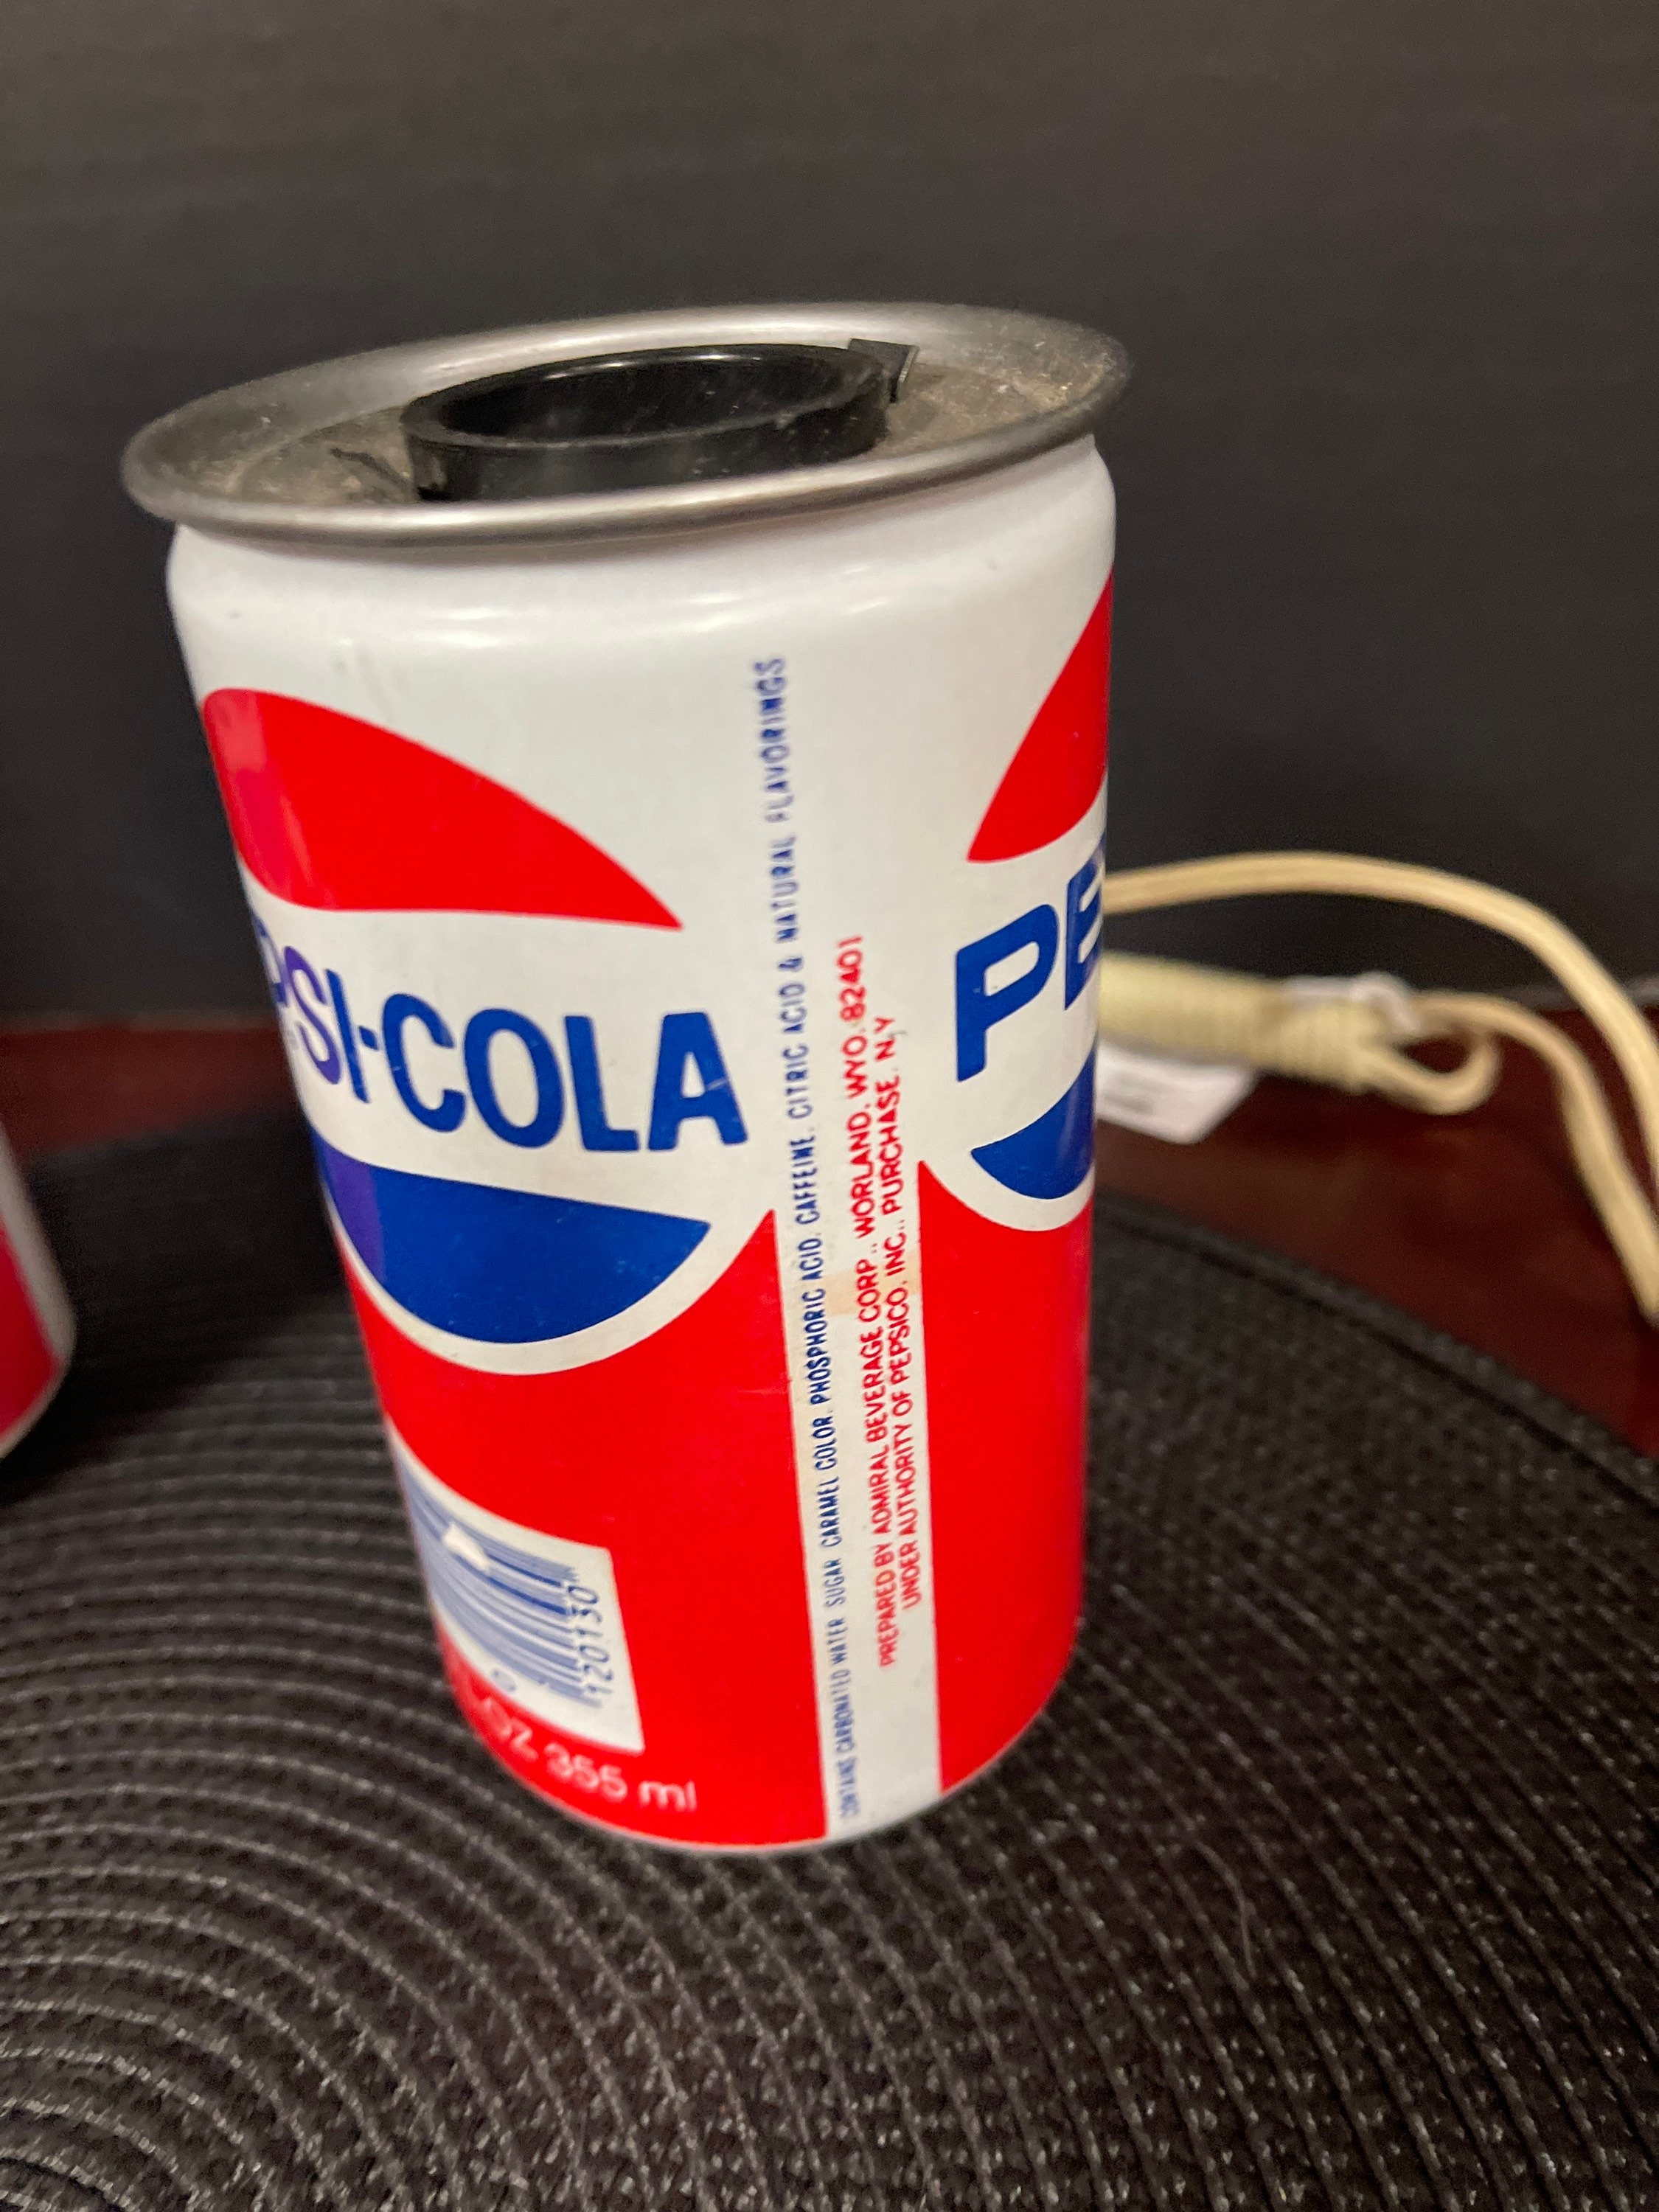 PSI-COLA
CONTAINS CARBONATED WATER SUGAR CARAMEL COLOR. PHOSPHORIC ACID. CAFFEINE. CITRIC ACID & NATURAL FLAVORINGS
PREPARED BY ADMIRAL BEVERAGE CORP., WORLAND, WYO. 82401
UNDER AUTHORITY OF PEPSICO, INC., PURCHASE, N.Y
PE
0
120130
OZ 355 ml